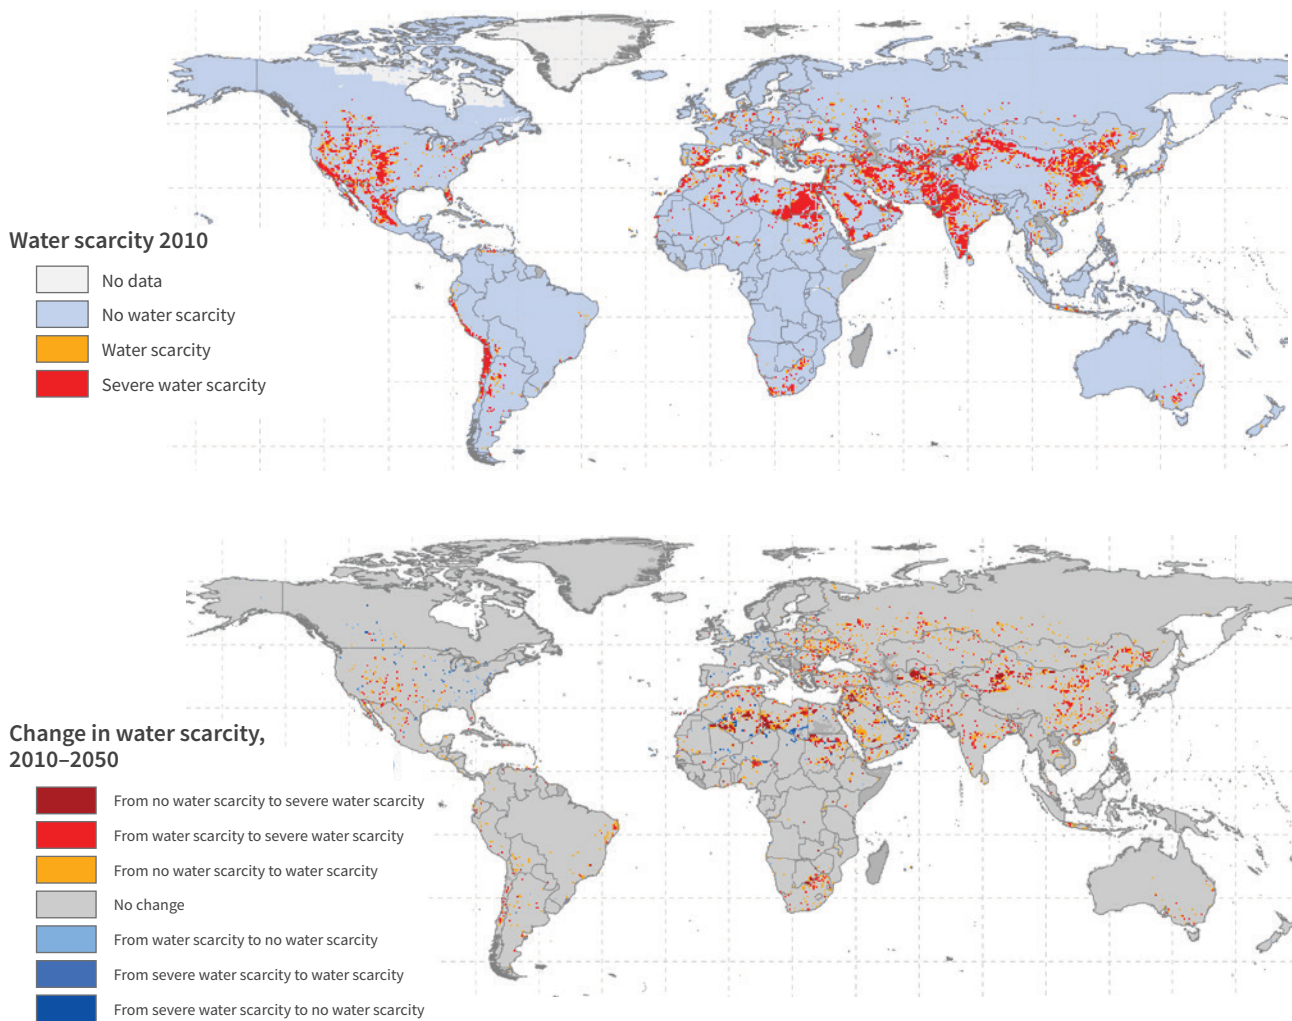 Water scarcity 2010
No data
No water scarcity
Water scarcity
Severe water scarcity
Change in water scarcity,
2010–2050
From no water scarcity to severe water scarcity
From water scarcity to severe water scarcity
From no water scarcity to water scarcity
No change
From water scarcity to no water scarcity
From severe water scarcity to water scarcity
From severe water scarcity to no water scarcity